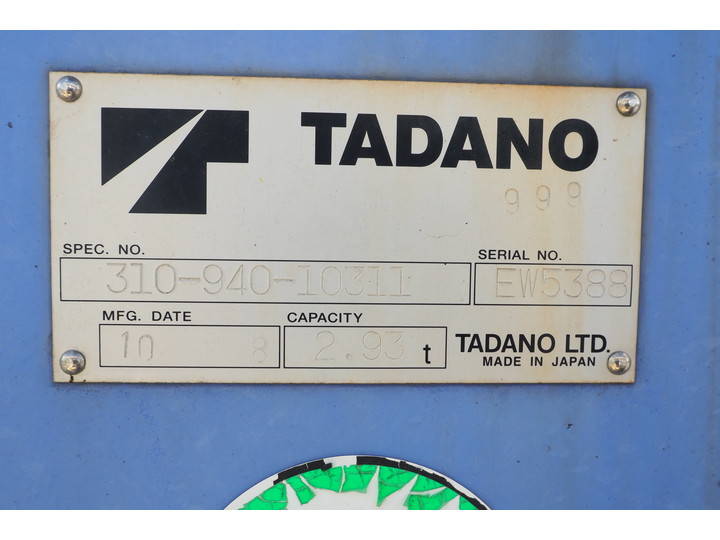 TADANO
999
SPEC. NO.
310-940-10311
SERIAL NO.
EW5388
MFG. DATE
10 8
CAPACITY
2.93 t
TADANO LTD.
MADE IN JAPAN